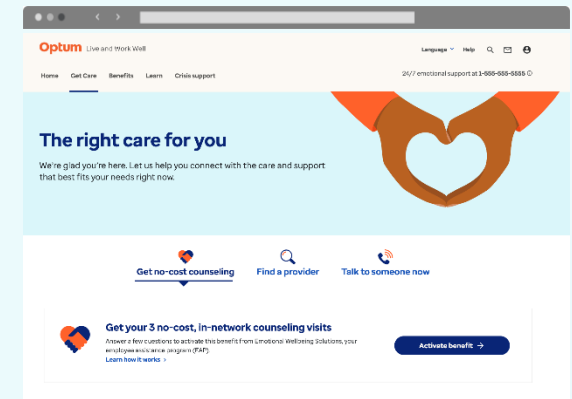 Optum Live and Work Well
Language Help
Home Get Care Benefits Learn Crisis support
24/7 emotional support at 1-555-555-5555
The right care for you
We're glad you're here. Let us help you connect with the care and support
that best fits your needs right now.
Get no-cost counseling Find a provider Talk to someone now
Get your 3 no-cost, in-network counseling visits
Answer a few questions to activate this benefit from Emotional Wellbeing Solutions, your
employee assistance program (EAP).
Learn how it works >
Activate benefit →